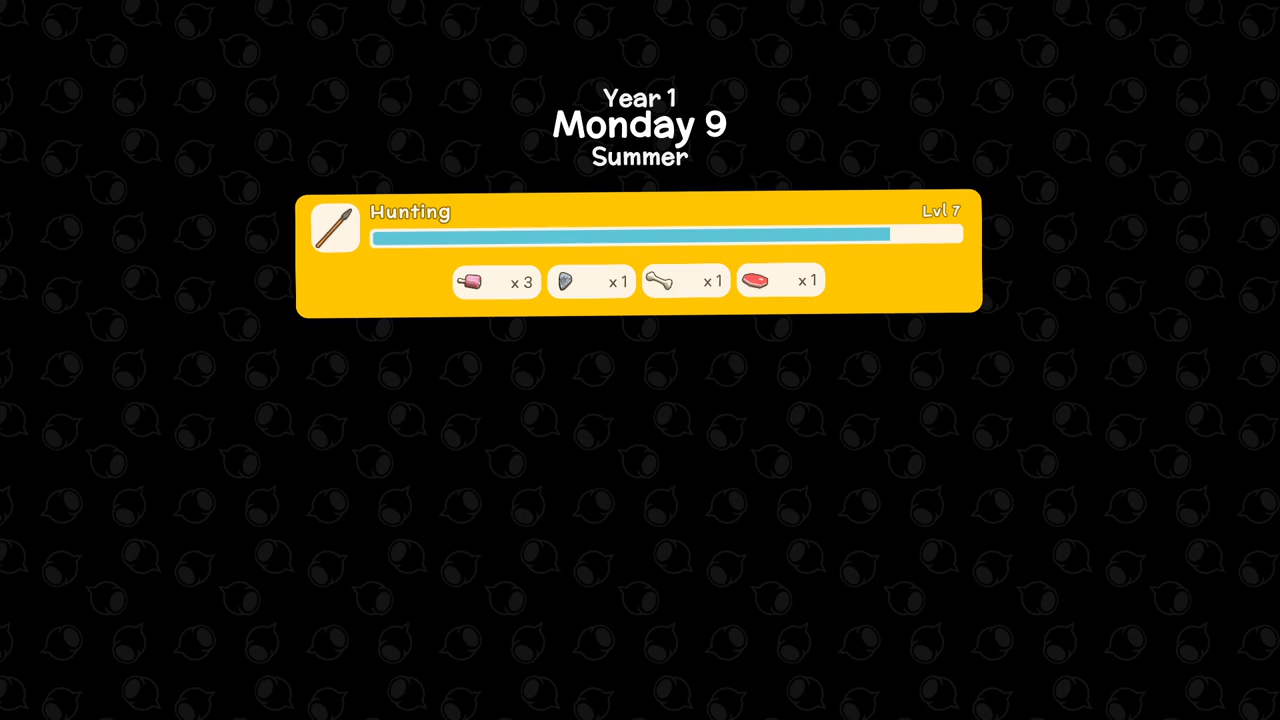 Year 1
Monday 9
Summer
Hunting Lvl 7
x 3 x 1 x 1 x 1